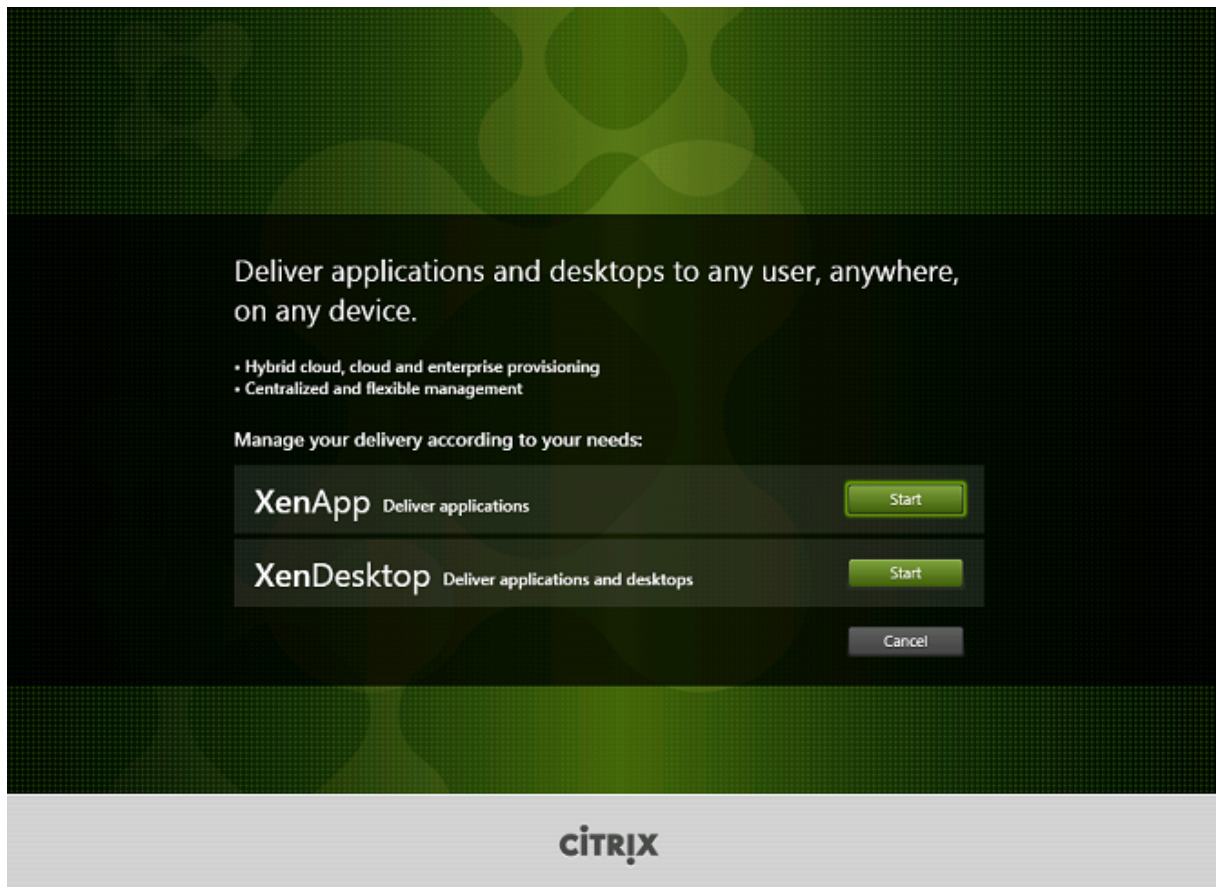 Deliver applications and desktops to any user, anywhere,
on any device.
• Hybrid cloud, cloud and enterprise provisioning
• Centralized and flexible management
Manage your delivery according to your needs:
XenApp Deliver applications Start
XenDesktop Deliver applications and desktops Start
Cancel
CİTRIX